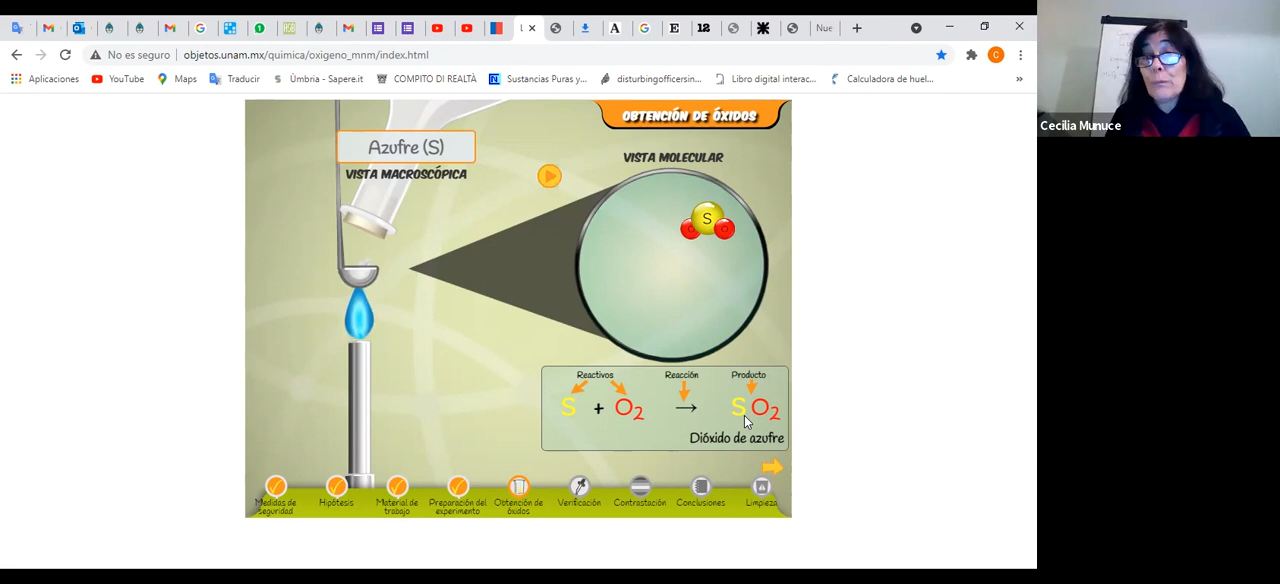 A
E
12
Nue
No es seguro
objetos.unam.mx/quimica/oxigeno_mnm/index.html
C
Aplicaciones
YouTube
Maps
Traducir
Úmbria - Sapere.it
COMPITO DI REALTÀ
Sustancias Puras y...
disturbingofficersin...
Libro digital interac...
Calculadora de huel...
»
Cecilia Munuce
OBTENCIÓN DE ÓXIDOS
Azufre (S)
VISTA MACROSCÓPICA
VISTA MOLECULAR
S
O O
Reactivos Reacción Producto
S + O2 → SO2
Dióxido de azufre
Medidas de seguridad
Hipótesis
Material de trabajo
Preparación del experimento
Obtención de óxidos
Verificación
Contrastación
Conclusiones
Limpieza